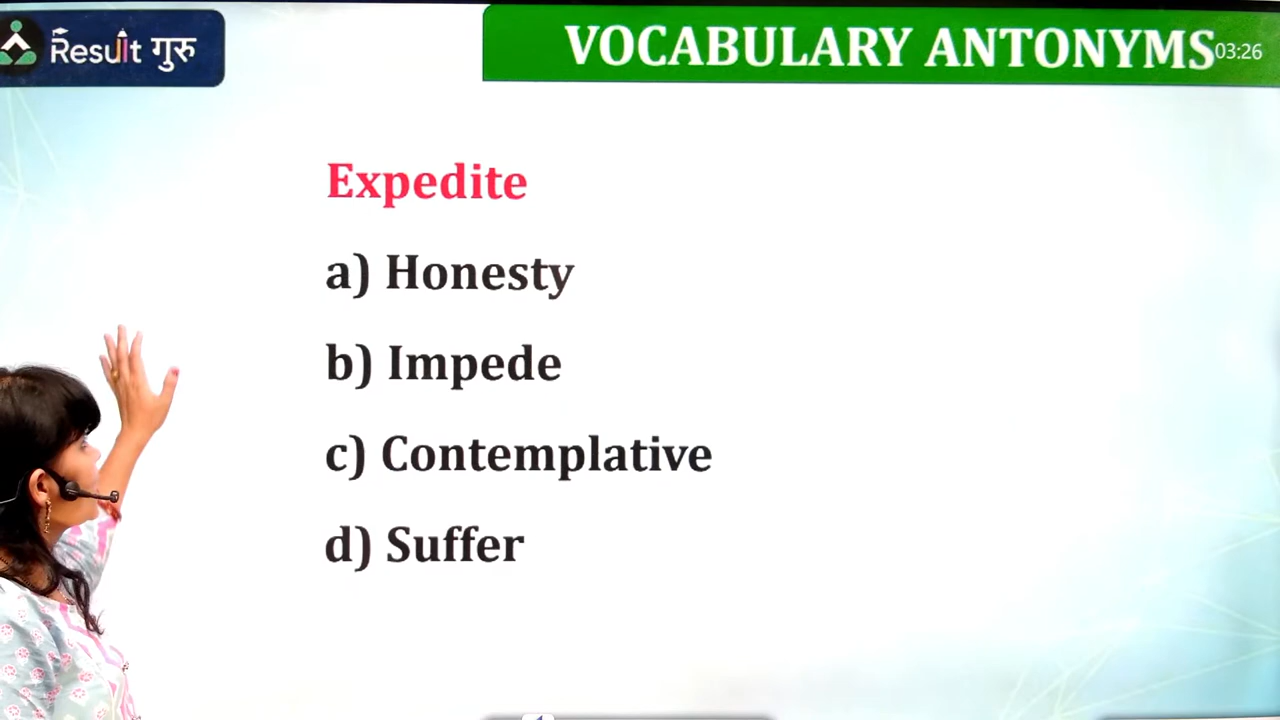 Result गुरु
VOCABULARY ANTONYMS
03:26
Expedite
a) Honesty
b) Impede
c) Contemplative
d) Suffer